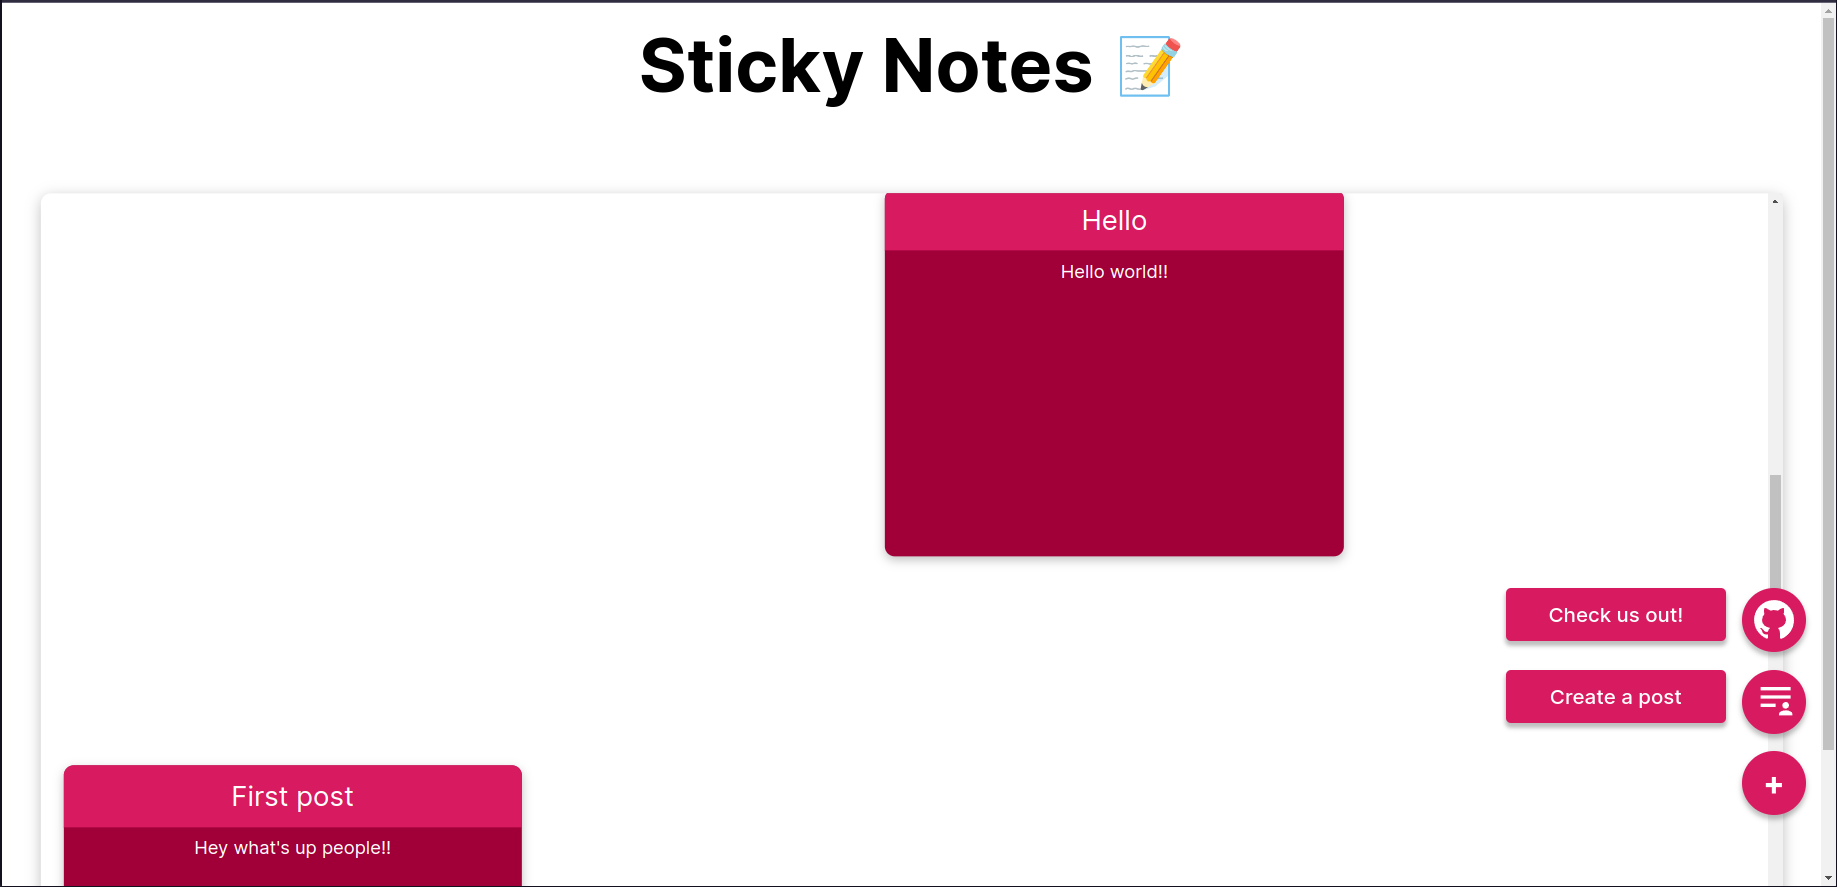 Sticky Notes 📝
Hello
Hello world!!
Check us out!
Create a post
+
First post
Hey what's up people!!